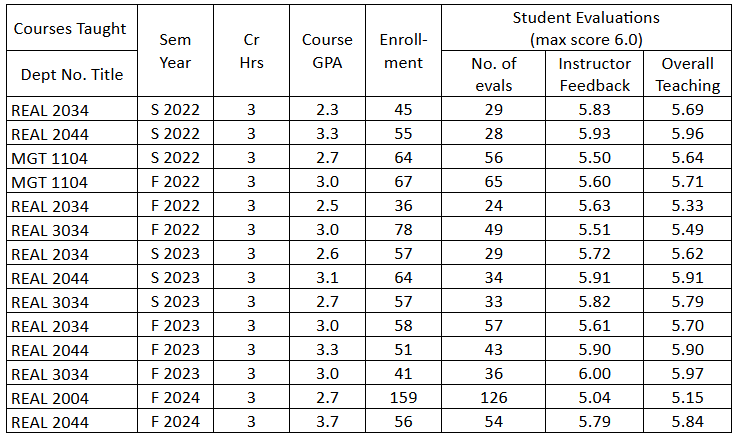 Courses Taught Sem Year Cr Hrs Course GPA Enroll- ment Student Evaluations (max score 6.0)
Dept No. Title No. of evals Instructor Feedback Overall Teaching
REAL 2034 S 2022 3 2.3 45 29 5.83 5.69
REAL 2044 S 2022 3 3.3 55 28 5.93 5.96
MGT 1104 S 2022 3 2.7 64 56 5.50 5.64
MGT 1104 F 2022 3 3.0 67 65 5.60 5.71
REAL 2034 F 2022 3 2.5 36 24 5.63 5.33
REAL 3034 F 2022 3 3.0 78 49 5.51 5.49
REAL 2034 S 2023 3 2.6 57 29 5.72 5.62
REAL 2044 S 2023 3 3.1 64 34 5.91 5.91
REAL 3034 S 2023 3 2.7 57 33 5.82 5.79
REAL 2034 F 2023 3 3.0 58 57 5.61 5.70
REAL 2044 F 2023 3 3.3 51 43 5.90 5.90
REAL 3034 F 2023 3 3.0 41 36 6.00 5.97
REAL 2004 F 2024 3 2.7 159 126 5.04 5.15
REAL 2044 F 2024 3 3.7 56 54 5.79 5.84